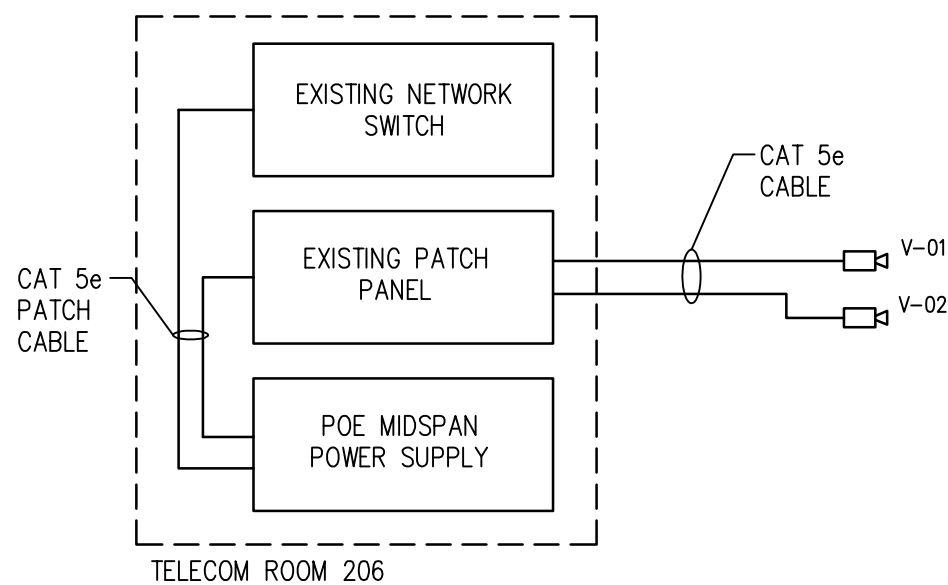 EXISTING NETWORK
SWITCH
CAT 5e
CABLE
EXISTING PATCH
PANEL
V-01
V-02
CAT 5e
PATCH
CABLE
POE MIDSPAN
POWER SUPPLY
TELECOM ROOM 206